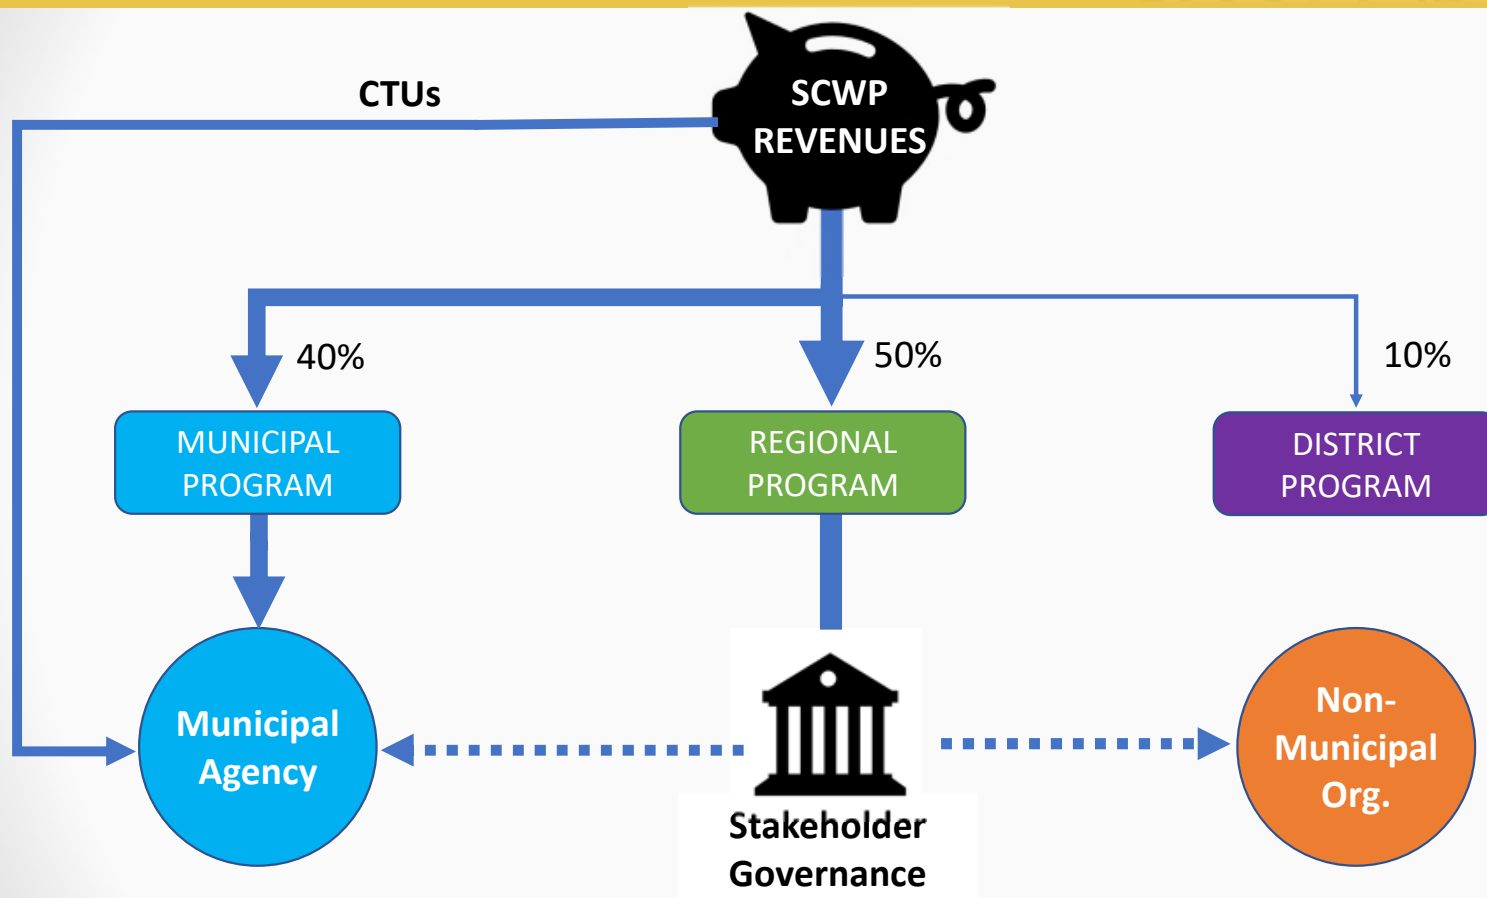 CTUs
SCWP
REVENUES
40%
50%
10%
MUNICIPAL
PROGRAM
REGIONAL
PROGRAM
DISTRICT
PROGRAM
Municipal
Agency
Stakeholder
Governance
Non-
Municipal
Org.